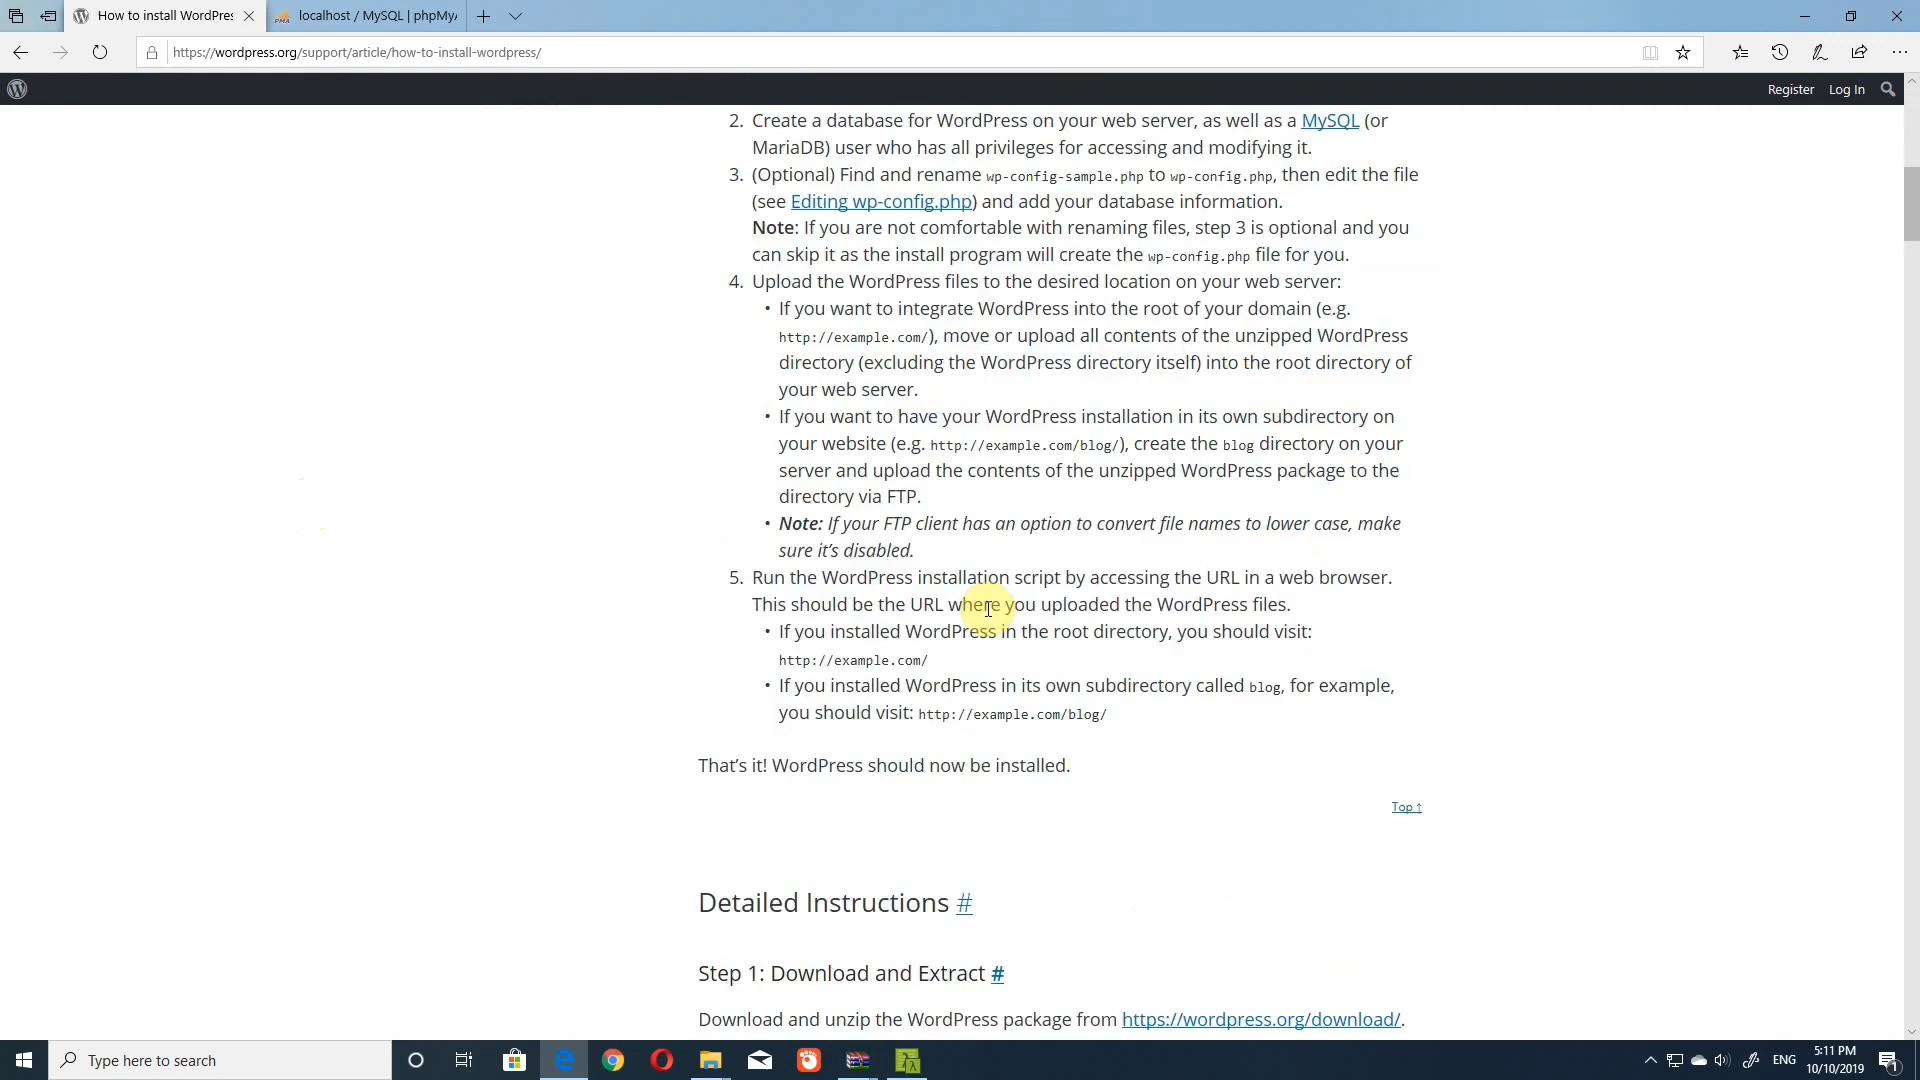 How to install WordPres
localhost / MySQL | phpMyA
https://wordpress.org/support/article/how-to-install-wordpress/
Register Log In
2. Create a database for WordPress on your web server, as well as a MySQL (or
MariaDB) user who has all privileges for accessing and modifying it.
3. (Optional) Find and rename wp-config-sample.php to wp-config.php, then edit the file
(see Editing wp-config.php) and add your database information.
Note: If you are not comfortable with renaming files, step 3 is optional and you
can skip it as the install program will create the wp-config.php file for you.
4. Upload the WordPress files to the desired location on your web server:
• If you want to integrate WordPress into the root of your domain (e.g.
http://example.com/), move or upload all contents of the unzipped WordPress
directory (excluding the WordPress directory itself) into the root directory of
your web server.
• If you want to have your WordPress installation in its own subdirectory on
your website (e.g. http://example.com/blog/), create the blog directory on your
server and upload the contents of the unzipped WordPress package to the
directory via FTP.
• Note: If your FTP client has an option to convert file names to lower case, make
sure it’s disabled.
5. Run the WordPress installation script by accessing the URL in a web browser.
This should be the URL where you uploaded the WordPress files.
• If you installed WordPress in the root directory, you should visit:
http://example.com/
• If you installed WordPress in its own subdirectory called blog, for example,
you should visit: http://example.com/blog/
That’s it! WordPress should now be installed.
Top ↑
Detailed Instructions #
Step 1: Download and Extract #
Download and unzip the WordPress package from https://wordpress.org/download/.
Type here to search
ENG
5:11 PM
10/10/2019
1